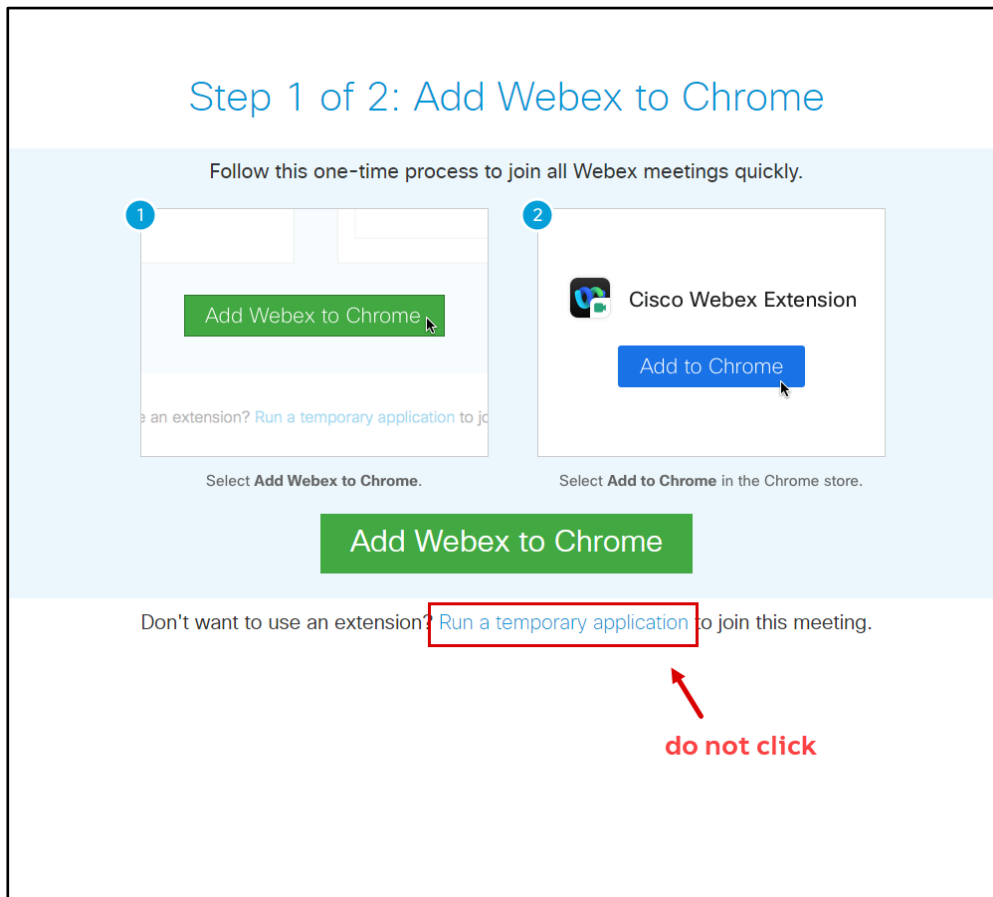 Step 1 of 2: Add Webex to Chrome
Follow this one-time process to join all Webex meetings quickly.
1
Add Webex to Chrome
an extension? Run a temporary application to
Select Add Webex to Chrome.
2
Cisco Webex Extension
Add to Chrome
Select Add to Chrome in the Chrome store.
Add Webex to Chrome
Don't want to use an extension? Run a temporary application to join this meeting.
do not click